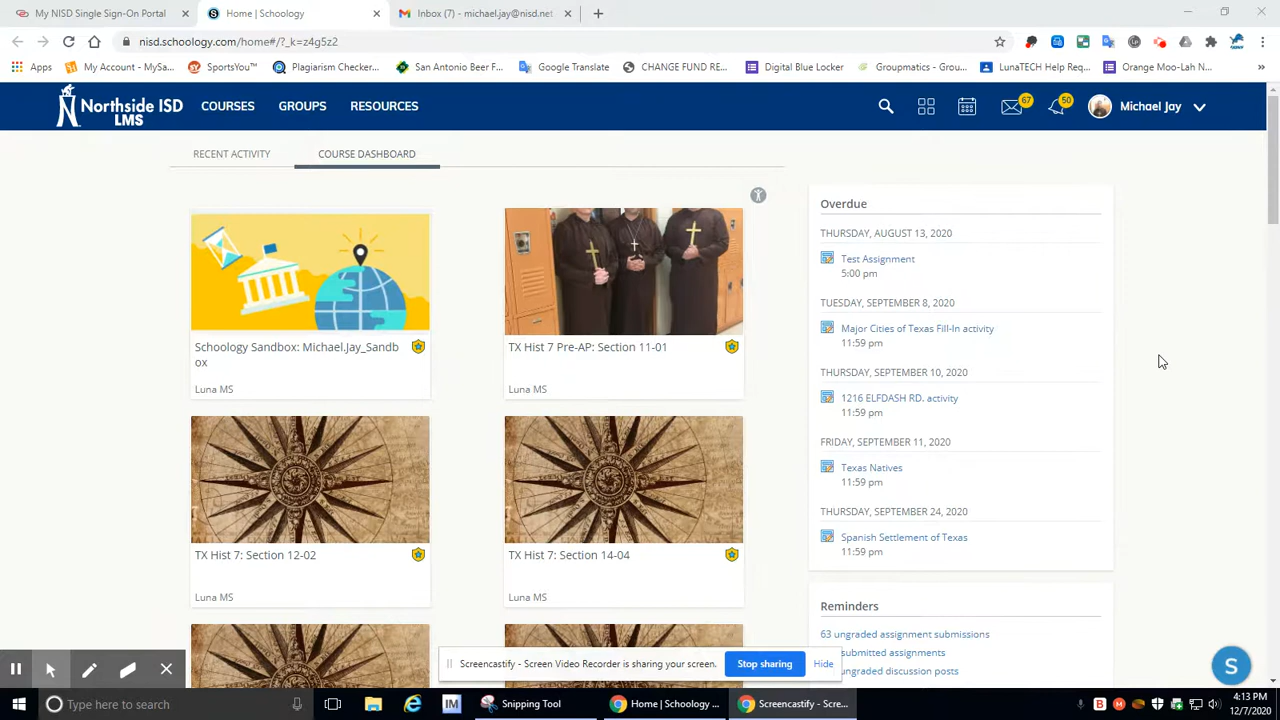 My NISD Single Sign-On Portal
Home | Schoology
Inbox (7) - michael.jay@nisd.net
nisd.schoology.com/home#/?_k=z4g5z2
Apps
My Account - MySa...
SportsYou™
Plagiarism Checker...
San Antonio Beer F...
Google Translate
CHANGE FUND RE...
Digital Blue Locker
Groupmatics - Grou...
LunaTECH Help Req...
Orange Moo-Lah N...
Northside ISD
LMS
COURSES
GROUPS
RESOURCES
67
50
Michael Jay
RECENT ACTIVITY
COURSE DASHBOARD
Schoology Sandbox: Michael.Jay_Sandb
ox
Luna MS
TX Hist 7 Pre-AP: Section 11-01
Luna MS
TX Hist 7: Section 12-02
Luna MS
TX Hist 7: Section 14-04
Luna MS
Overdue
THURSDAY, AUGUST 13, 2020
Test Assignment
5:00 pm
TUESDAY, SEPTEMBER 8, 2020
Major Cities of Texas Fill-In activity
11:59 pm
THURSDAY, SEPTEMBER 10, 2020
1216 ELFDASH RD. activity
11:59 pm
FRIDAY, SEPTEMBER 11, 2020
Texas Natives
11:59 pm
THURSDAY, SEPTEMBER 24, 2020
Spanish Settlement of Texas
11:59 pm
Reminders
63 ungraded assignment submissions
submitted assignments
ungraded discussion posts
Screencastify - Screen Video Recorder is sharing your screen.
Stop sharing
Hide
S
Type here to search
IM
Snipping Tool
Home | Schoology ...
Screencastify - Scre...
4:13 PM
12/7/2020